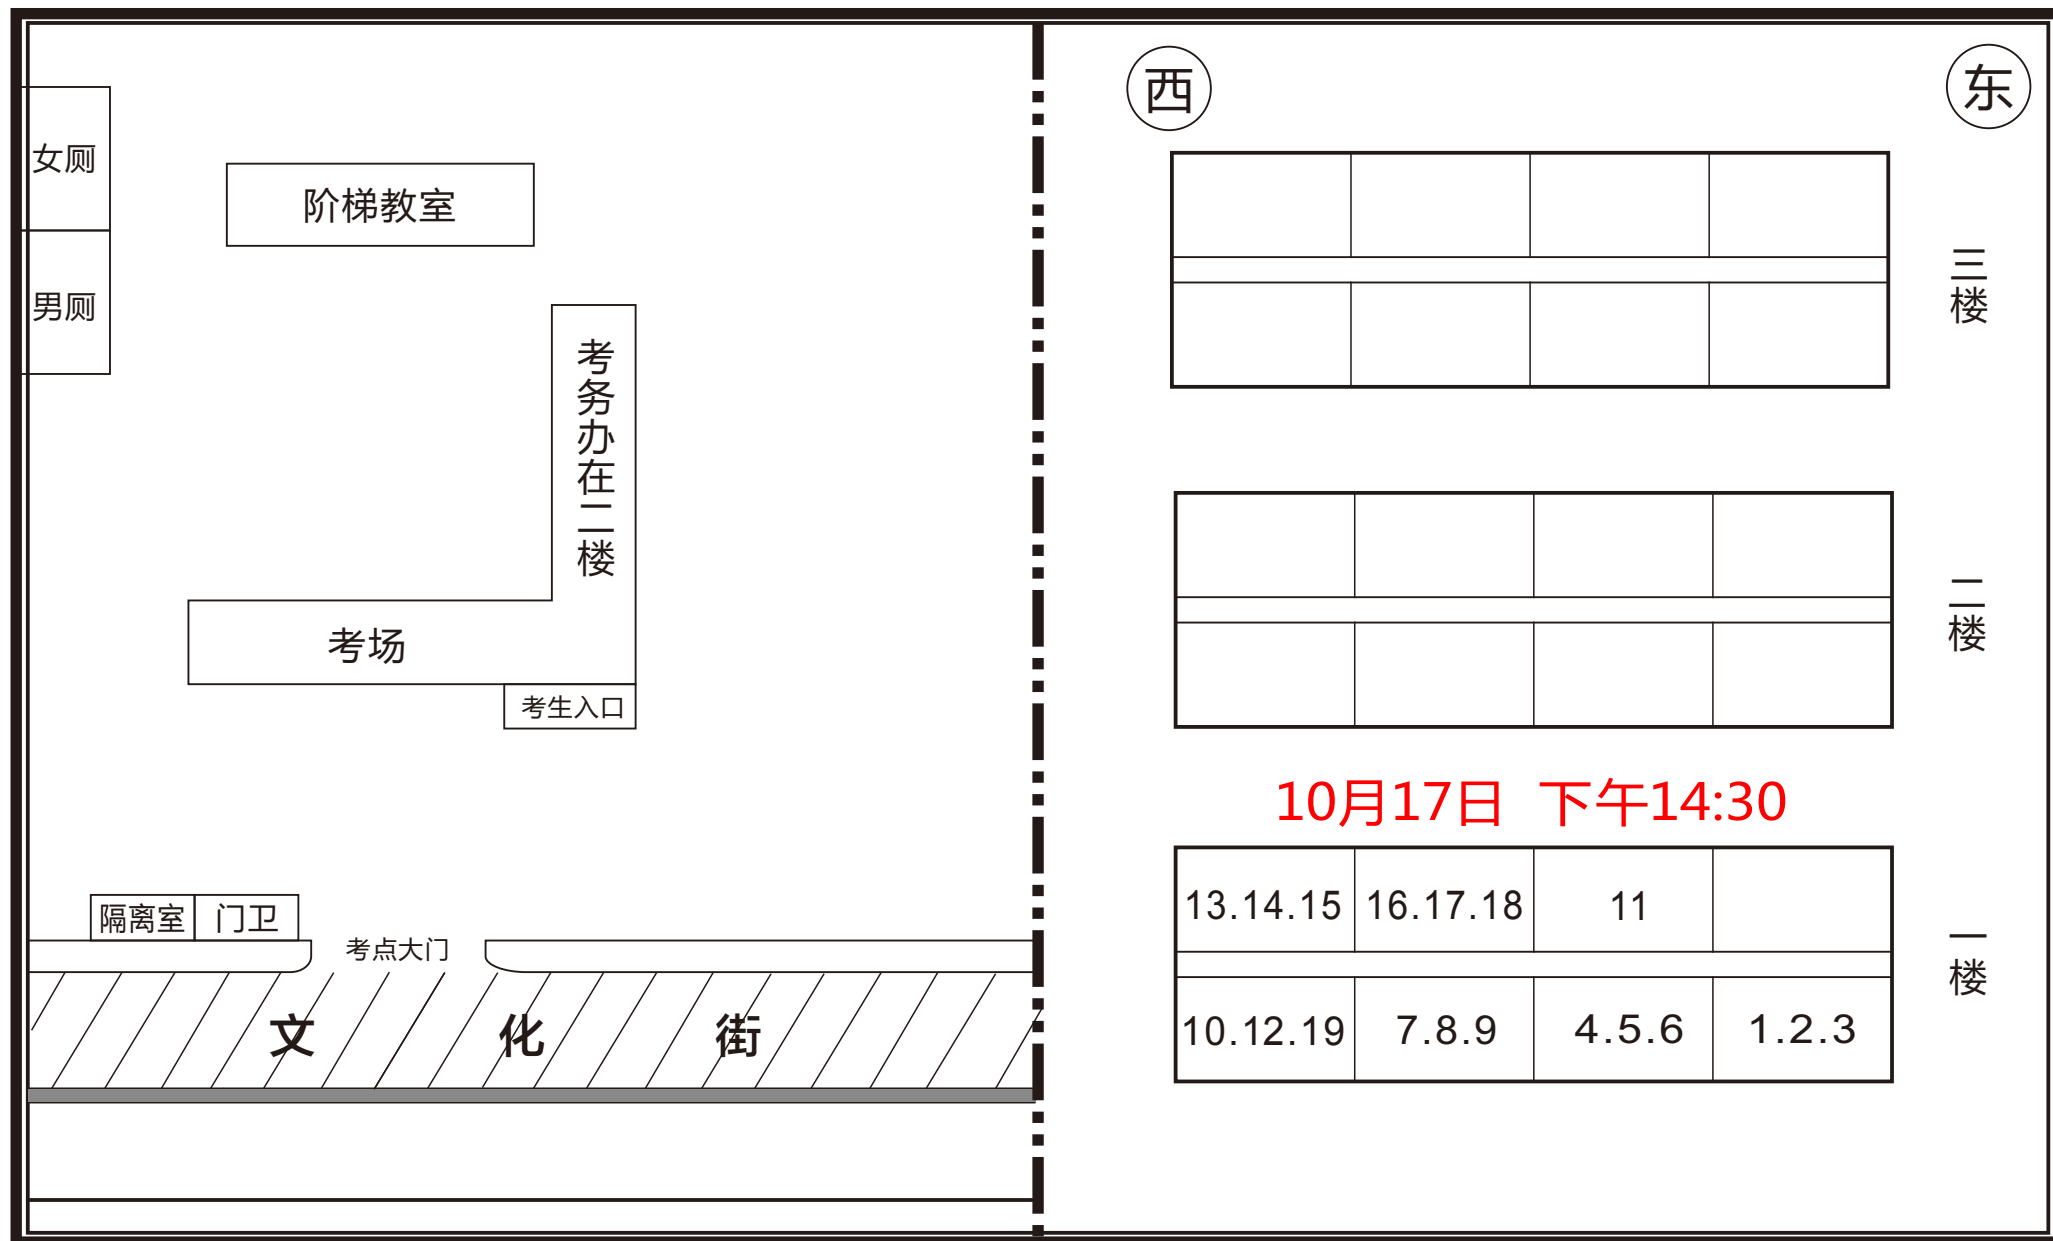 女厕
男厕
阶梯教室
考务办在二楼
考场
考生入口
隔离室
门卫
考点大门
文化街
西
东
三楼
二楼
10月17日 下午14:30
13.14.15
16.17.18
11
10.12.19
7.8.9
4.5.6
1.2.3
一楼